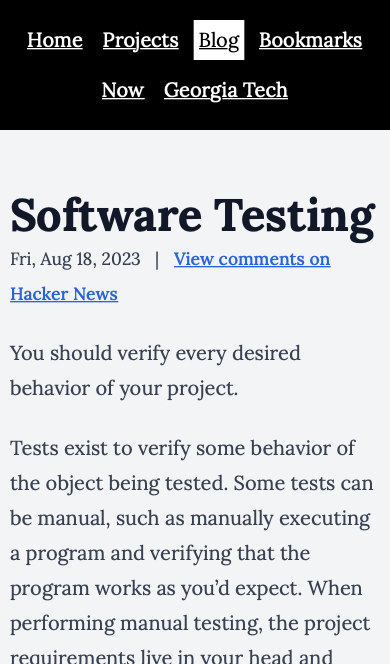 Home Projects Blog Bookmarks
Now Georgia Tech
Software Testing
Fri, Aug 18, 2023 | View comments on
Hacker News
You should verify every desired
behavior of your project.
Tests exist to verify some behavior of
the object being tested. Some tests can
be manual, such as manually executing
a program and verifying that the
program works as you’d expect. When
performing manual testing, the project
requirements live in your head and